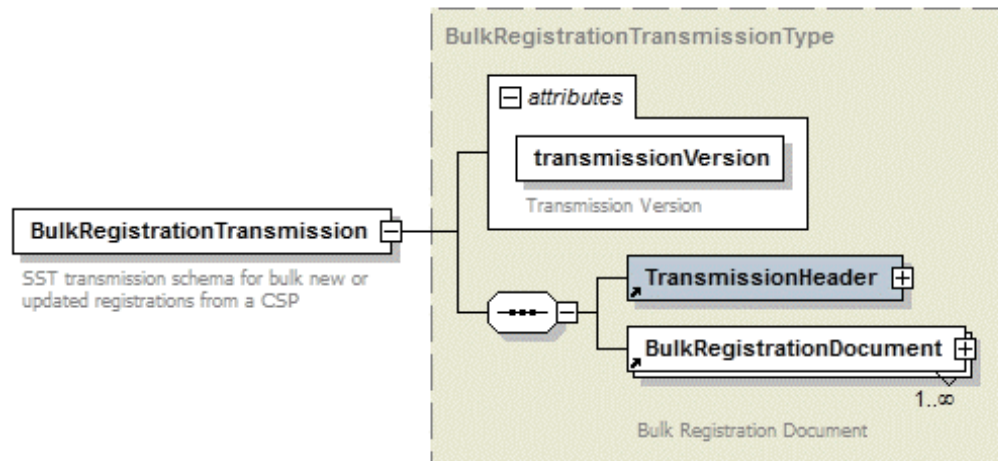 BulkRegistrationTransmissionType
attributes
transmissionVersion
Transmission Version
BulkRegistrationTransmission
SST transmission schema for bulk new or
updated registrations from a CSP
TransmissionHeader
BulkRegistrationDocument
1..∞
Bulk Registration Document